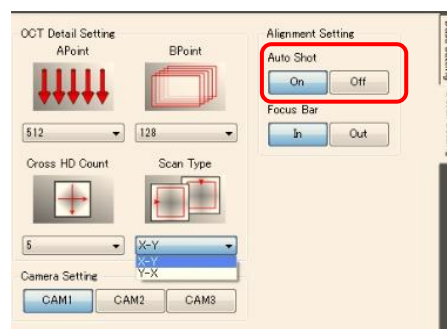 OCT Detail Setting
APoint
BPoint
512
128
Cross HD Count
Scan Type
5
X-Y
X-Y
Y-X
Camera Setting
CAM1
CAM2
CAM3
Alignment Setting
Auto Shot
On
Off
Focus Bar
In
Out